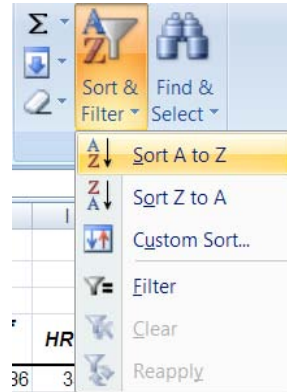 Σ
A
Z
Sort & Find &
Filter Select
A
Z
Sort A to Z
Z
A
Sort Z to A
Custom Sort...
I
Filter
HR
Clear
36 3
Reapply